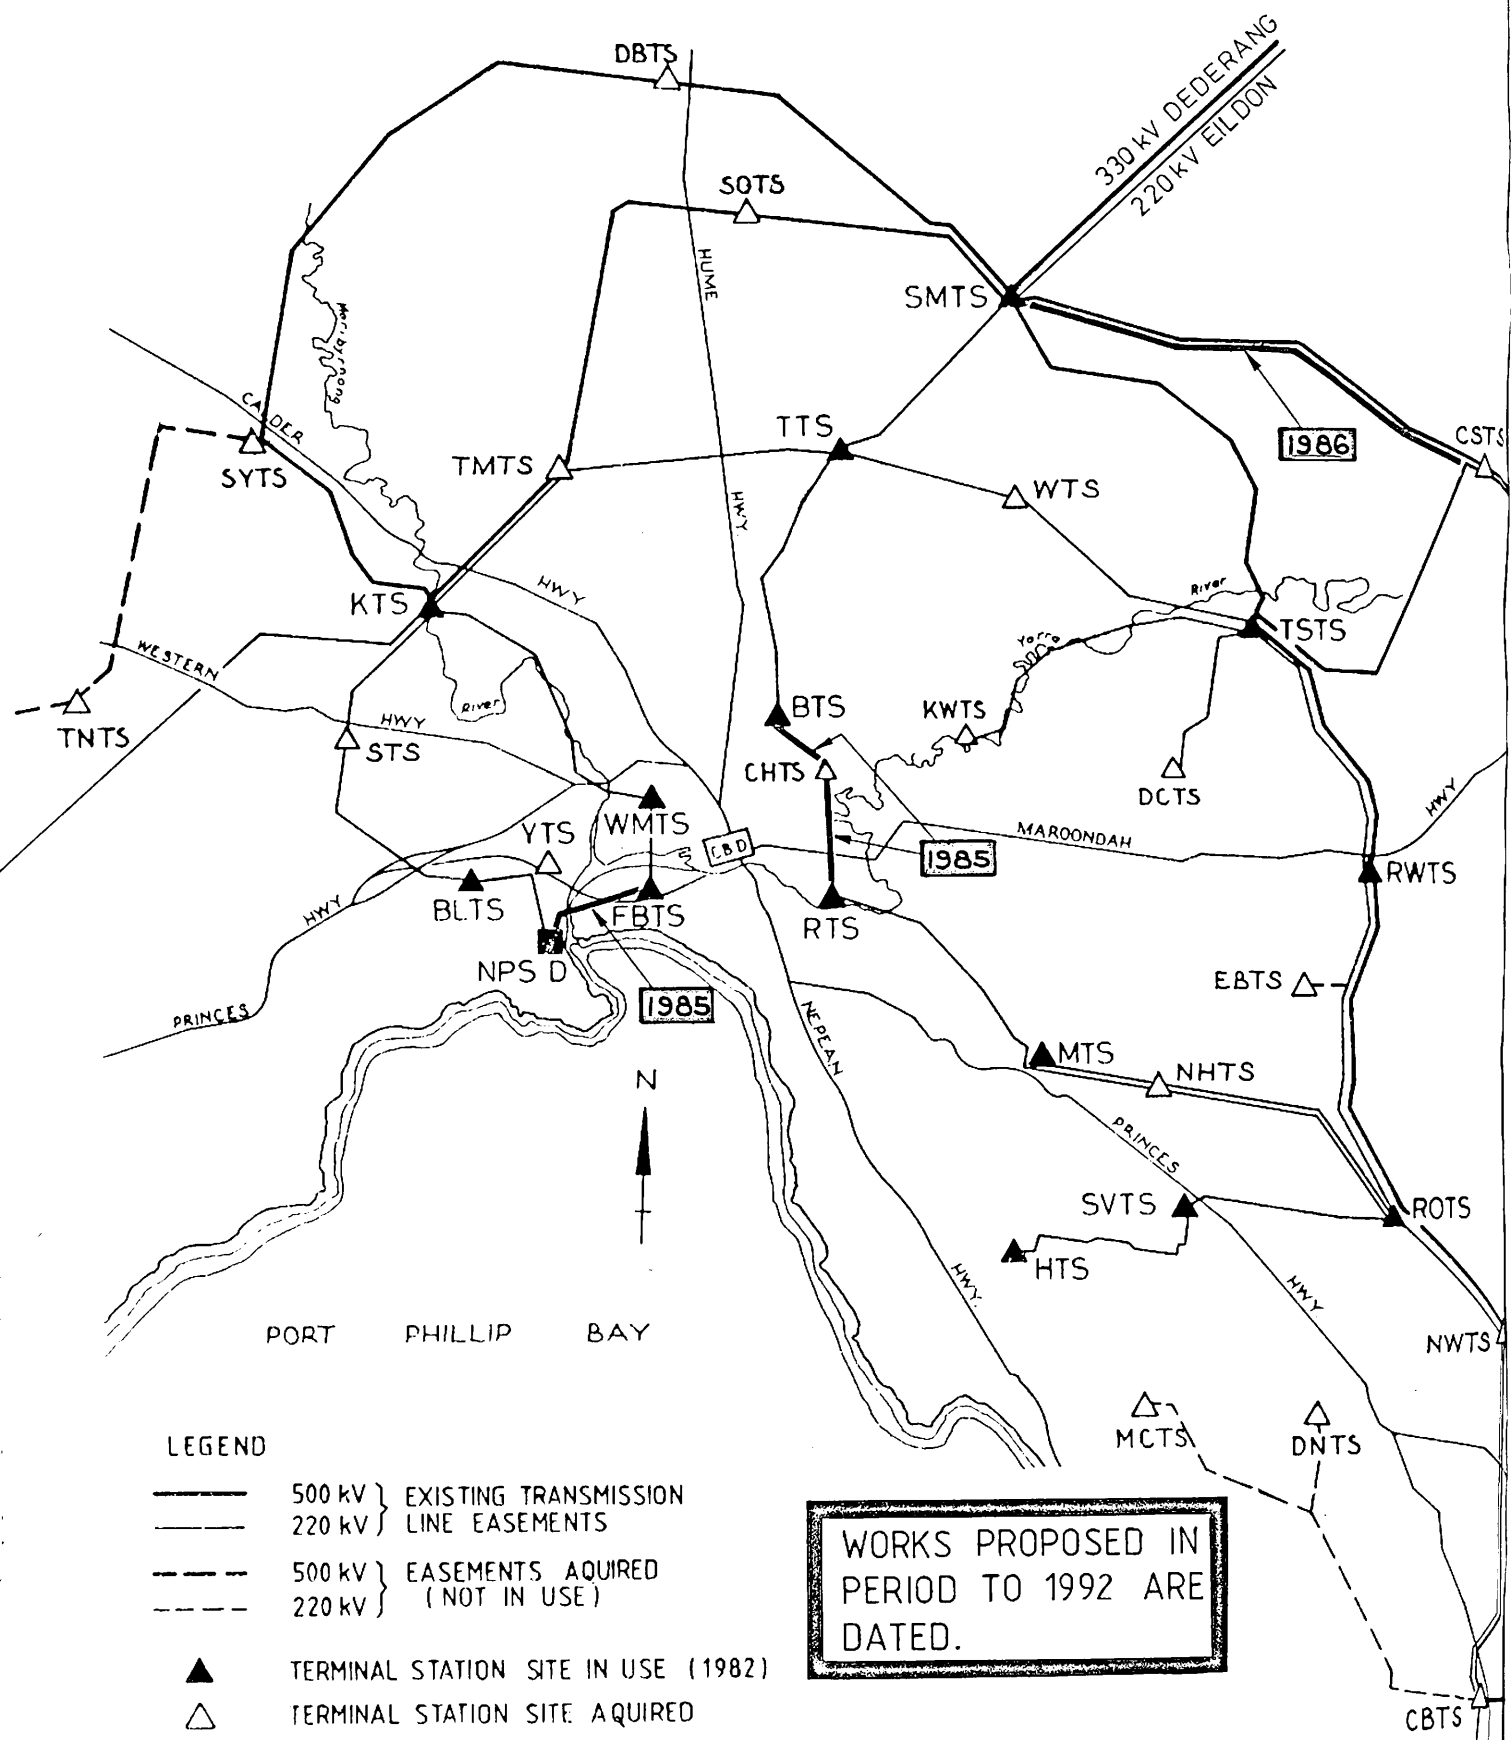 DBTS
330 kV DEDERANG
220 kV EILDON
SOTS
HUME
SMTS
Maribyrnong
CALDER
1986
CSTS
TTS
TMTS
SYTS
WTS
HWY.
KTS
HWY
River
Yarra
TSTS
WESTERN
River
HWY
BTS
KWTS
TNTS
STS
CHTS
DCTS
HWY
YTS
WMTS
CBD
MAROONDAH
1985
RWTS
HWY
BLTS
FBTS
RTS
NPS D
EBTS
1985
PRINCES
NEPEAN
MTS
NHTS
N
PRINCES
SVTS
ROTS
HTS
HWY.
HWY
PORT PHILLIP BAY
NWTS
MCTS
DNTS
LEGEND
500 kV } EXISTING TRANSMISSION
220 kV } LINE EASEMENTS
500 kV } EASEMENTS AQUIRED
220 kV } (NOT IN USE)
TERMINAL STATION SITE IN USE (1982)
TERMINAL STATION SITE AQUIRED
WORKS PROPOSED IN
PERIOD TO 1992 ARE
DATED.
CBTS